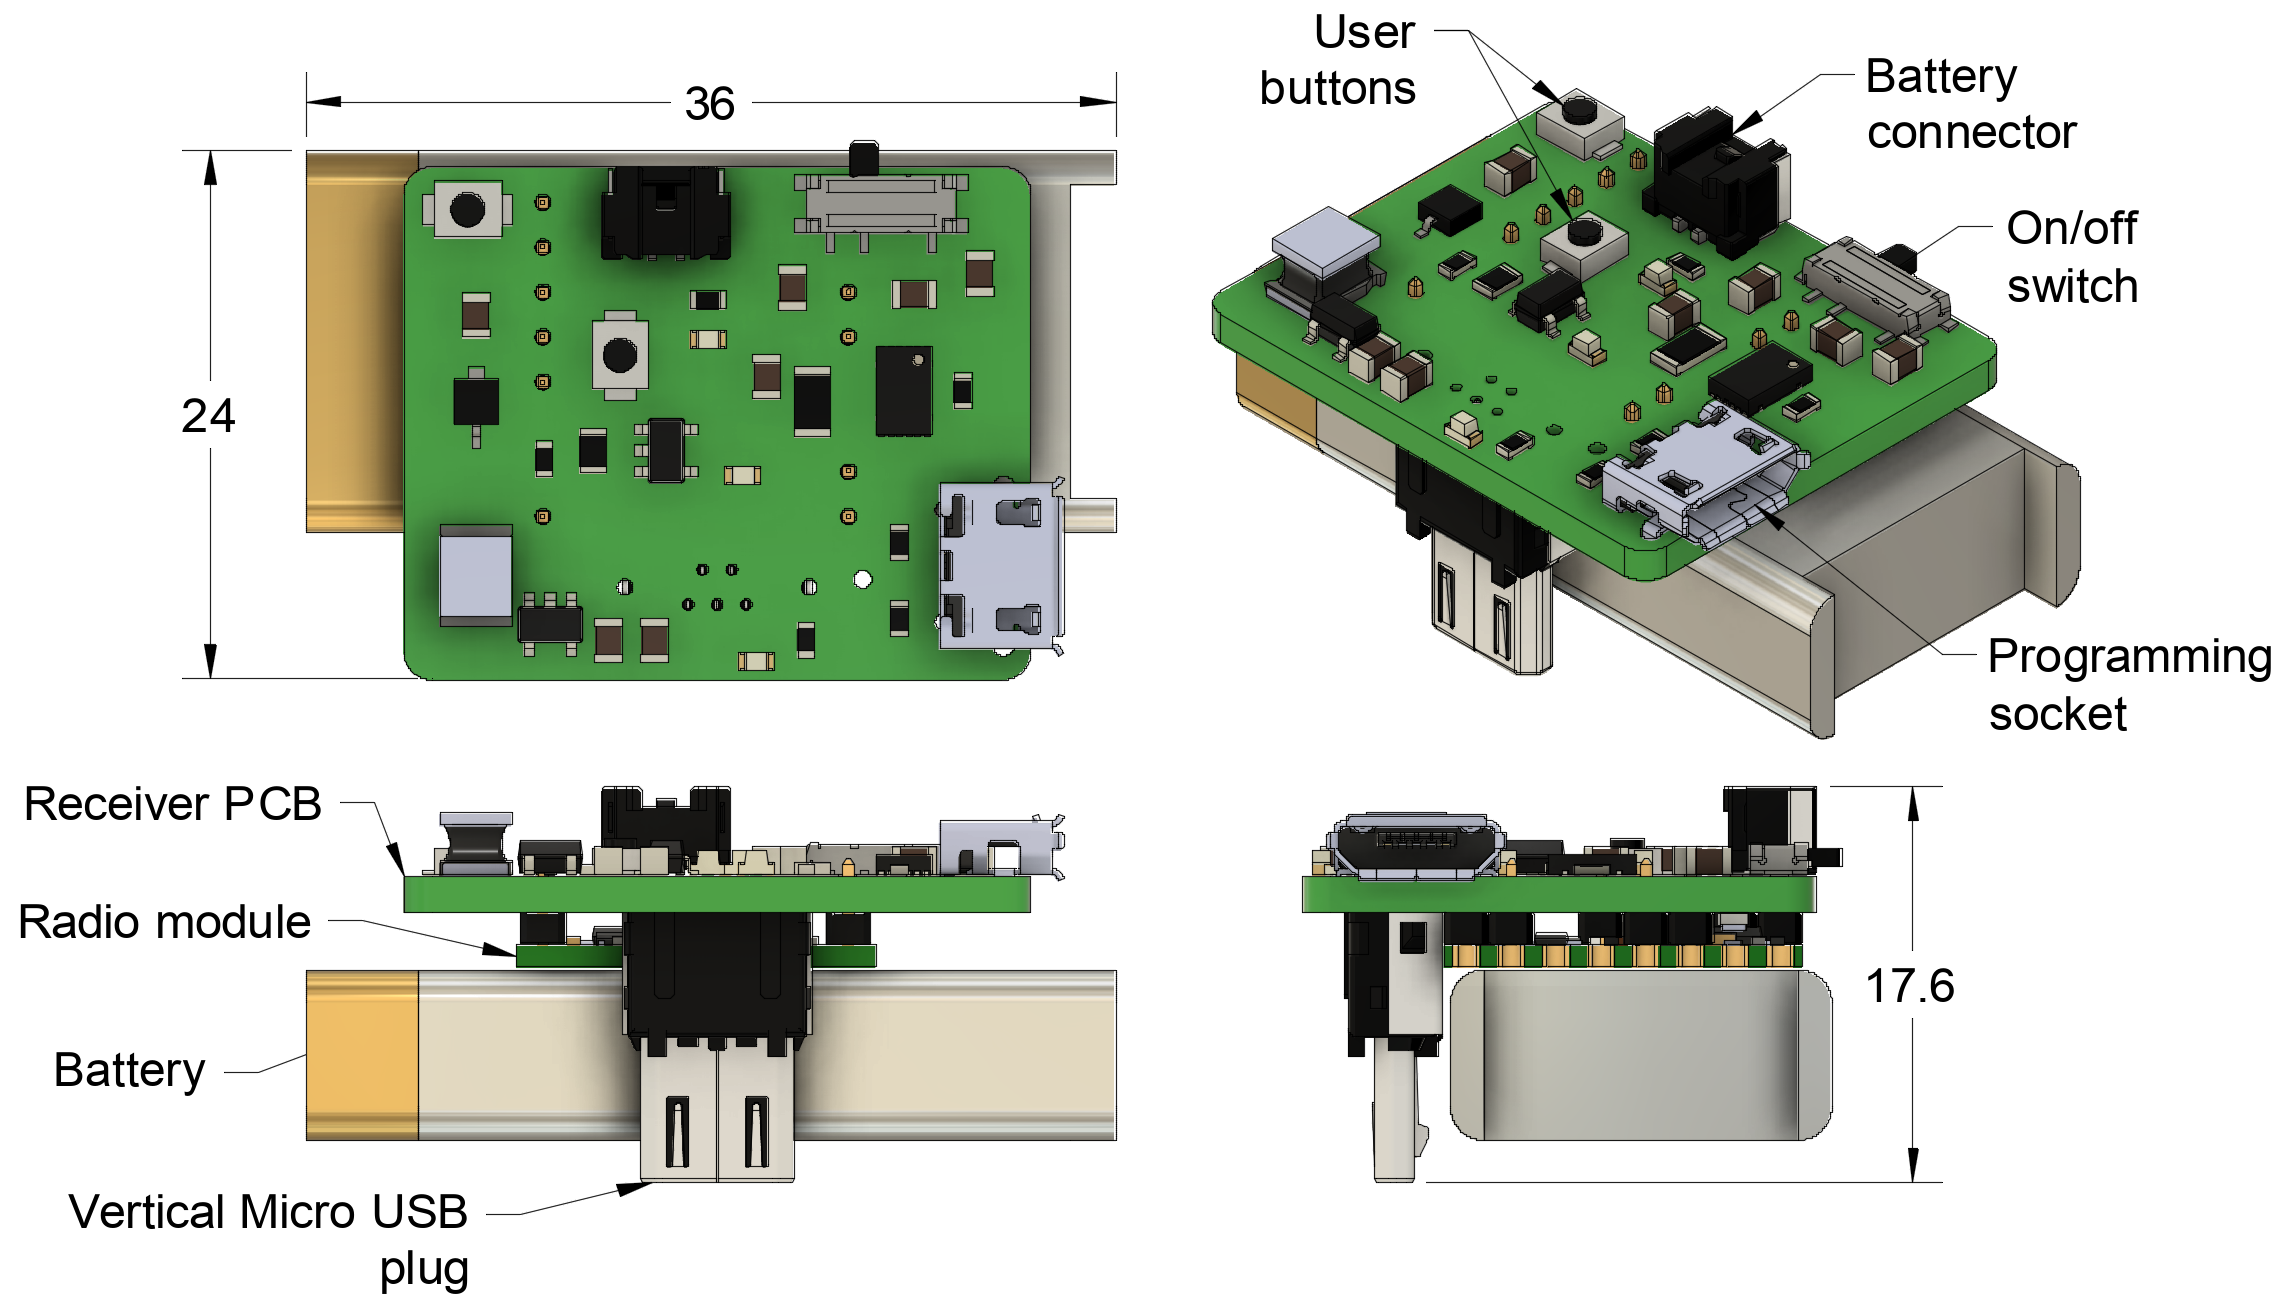 36
24
User
buttons
Battery
connector
On/off
switch
Programming
socket
Receiver PCB
Radio module
Battery
Vertical Micro USB
plug
17.6